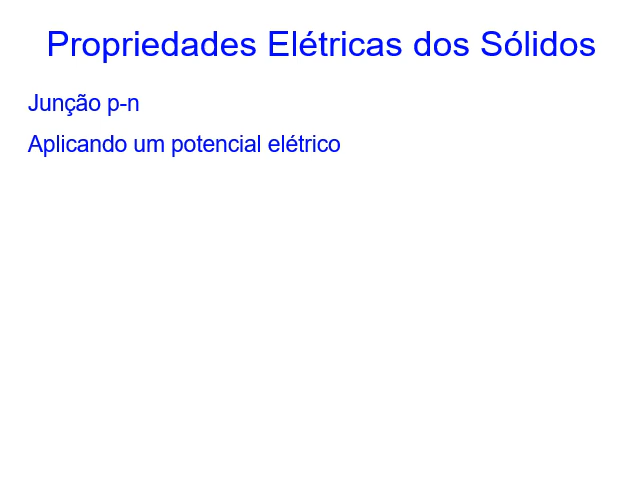 Propriedades Elétricas dos Sólidos
Junção p-n
Aplicando um potencial elétrico